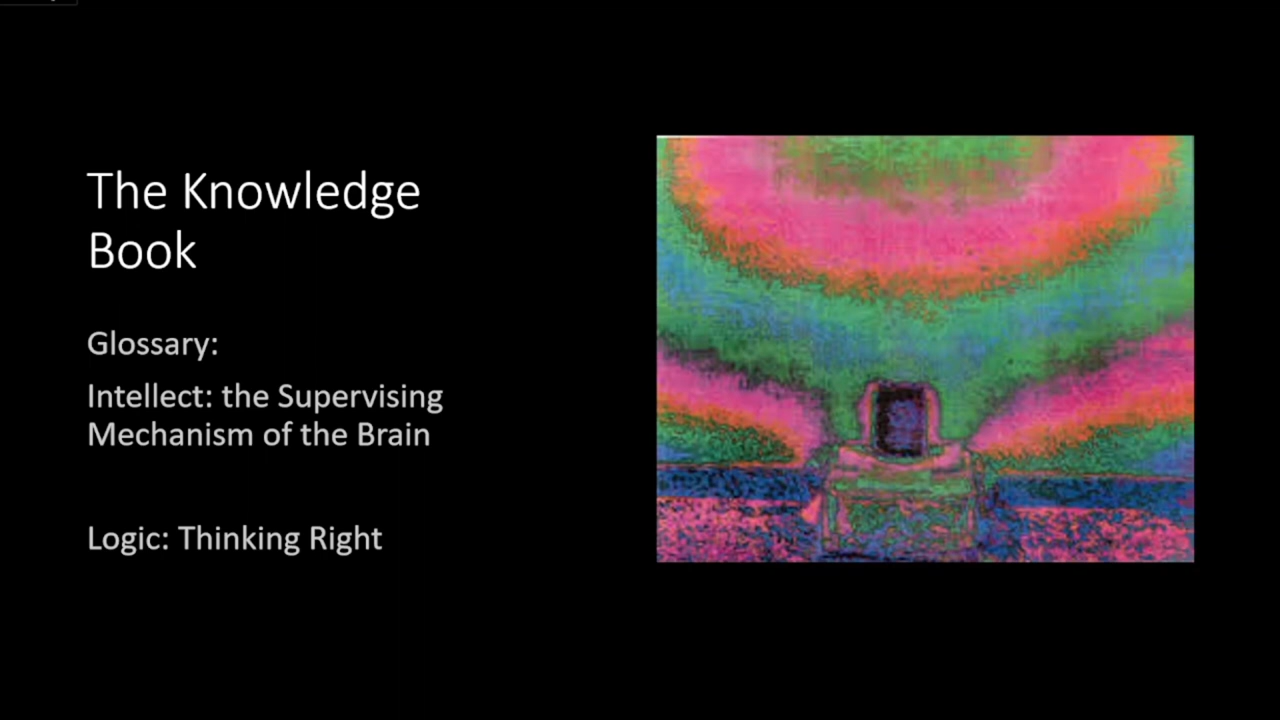 The Knowledge
Book
Glossary:
Intellect: the Supervising
Mechanism of the Brain
Logic: Thinking Right